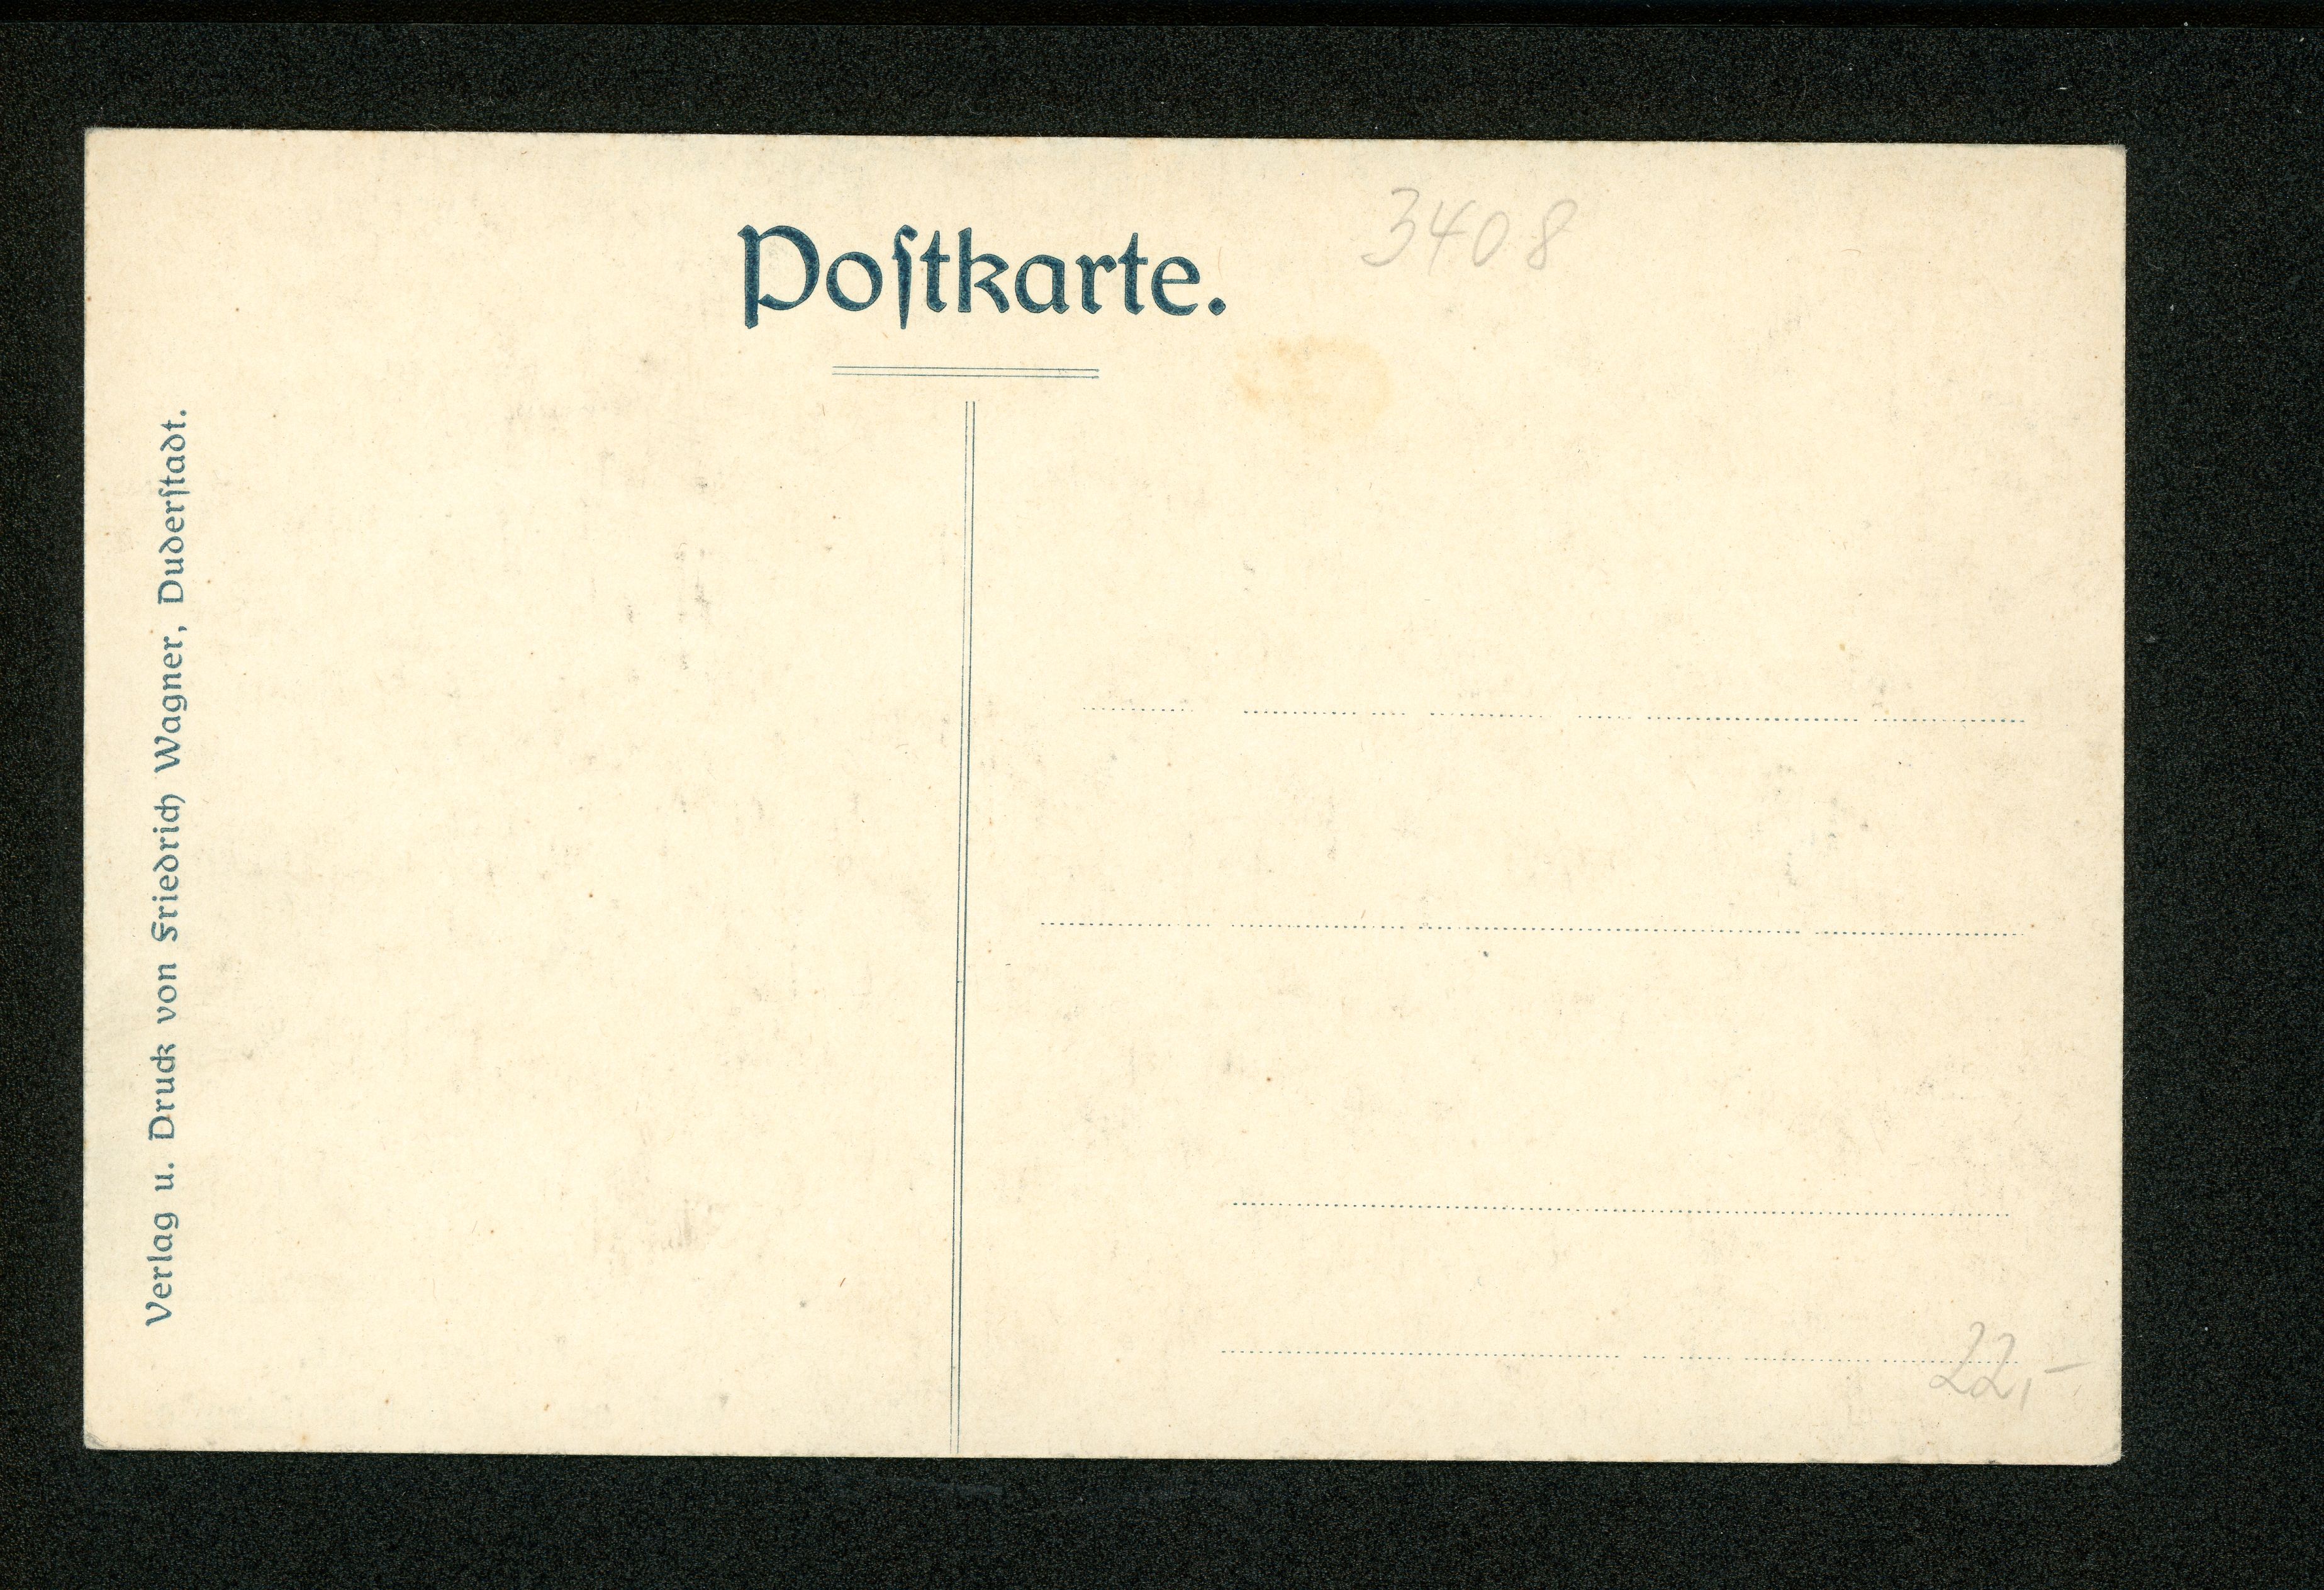 Poſtkarte.
3408
Verlag u. Druck von Friedrich Wagner, Duderſtadt.
22,-